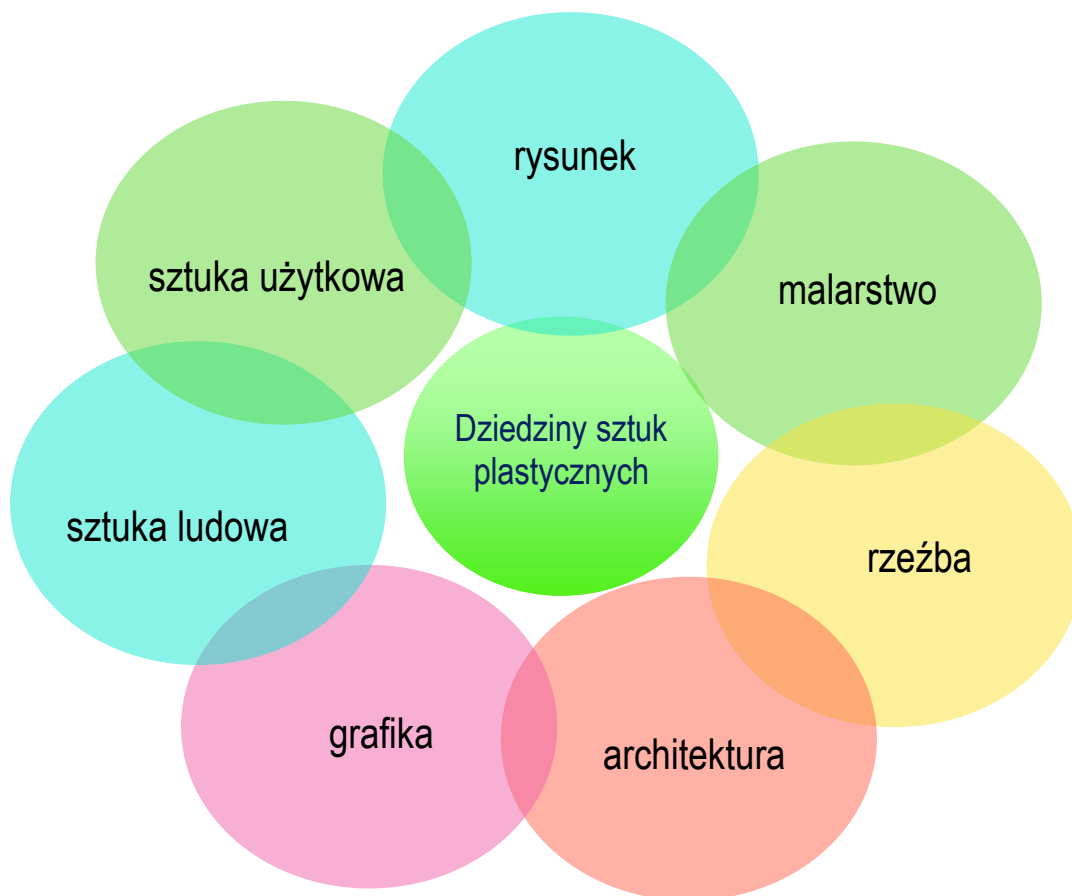 rysunek
sztuka użytkowa
malarstwo
Dziedziny sztuk
plastycznych
sztuka ludowa
rzeźba
grafika
architektura